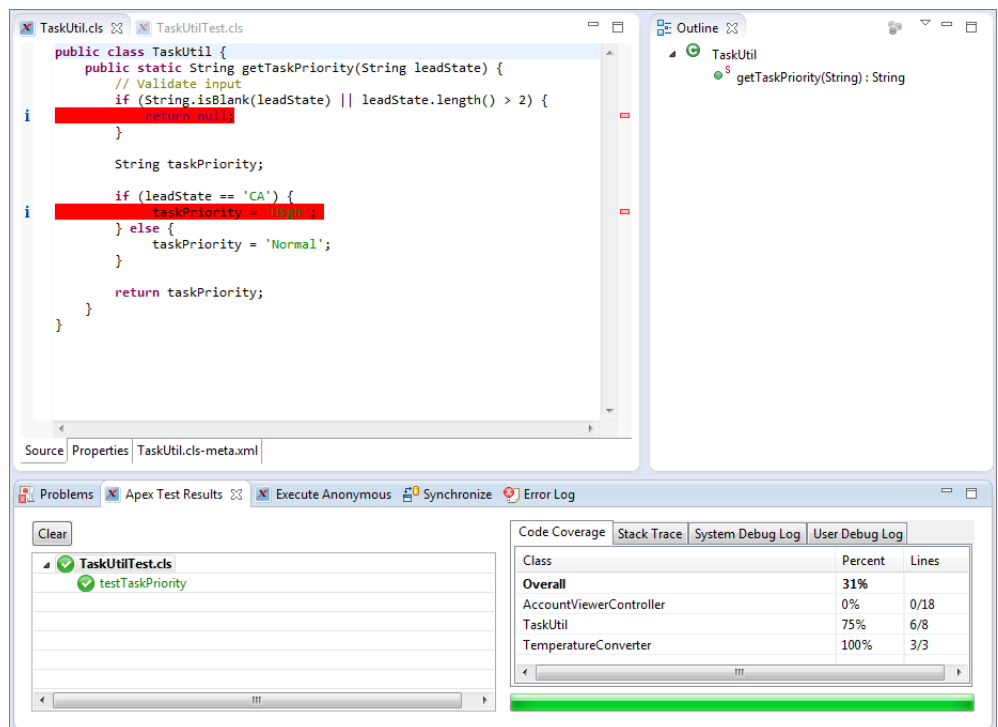 TaskUtil.cls TaskUtilTest.cls
public class TaskUtil {
public static String getTaskPriority(String leadState) {
// Validate input
if (String.isBlank(leadState) || leadState.length() > 2) {
return null;
}
String taskPriority;
if (leadState == 'CA') {
taskPriority = 'High';
} else {
taskPriority = 'Normal';
}
return taskPriority;
}
}
Source Properties TaskUtil.cls-meta.xml
Outline
TaskUtil
S getTaskPriority(String) : String
Problems Apex Test Results Execute Anonymous Synchronize Error Log
Clear
TaskUtilTest.cls
testTaskPriority
Code Coverage Stack Trace System Debug Log User Debug Log
Class Percent Lines
Overall 31%
AccountViewerController 0% 0/18
TaskUtil 75% 6/8
TemperatureConverter 100% 3/3